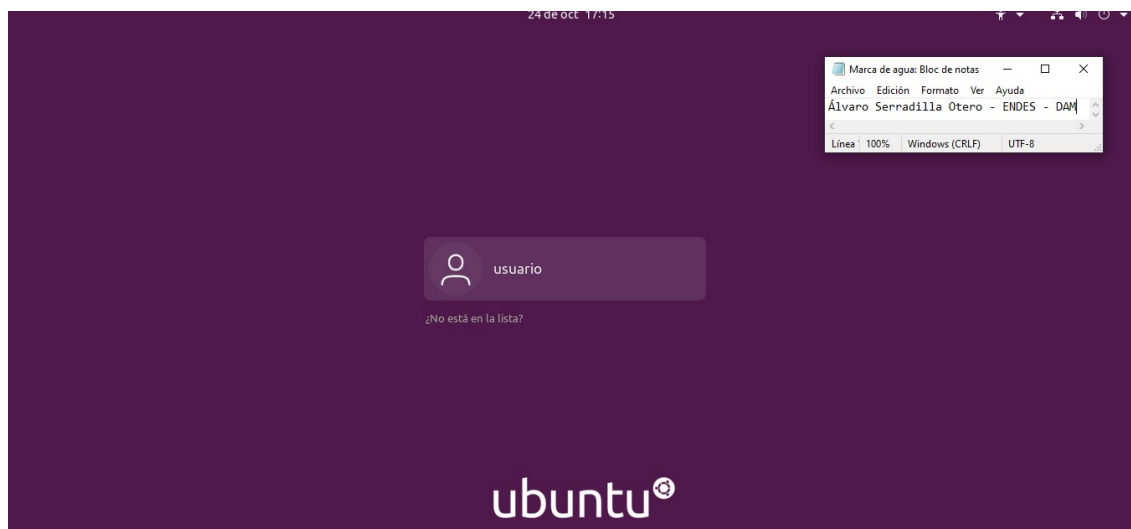 24 de oct 17:15
Marca de agua: Bloc de notas
Archivo Edición Formato Ver Ayuda
Álvaro Serradilla Otero - ENDES - DAM
Línea 100% Windows (CRLF) UTF-8
usuario
¿No está en la lista?
ubuntu